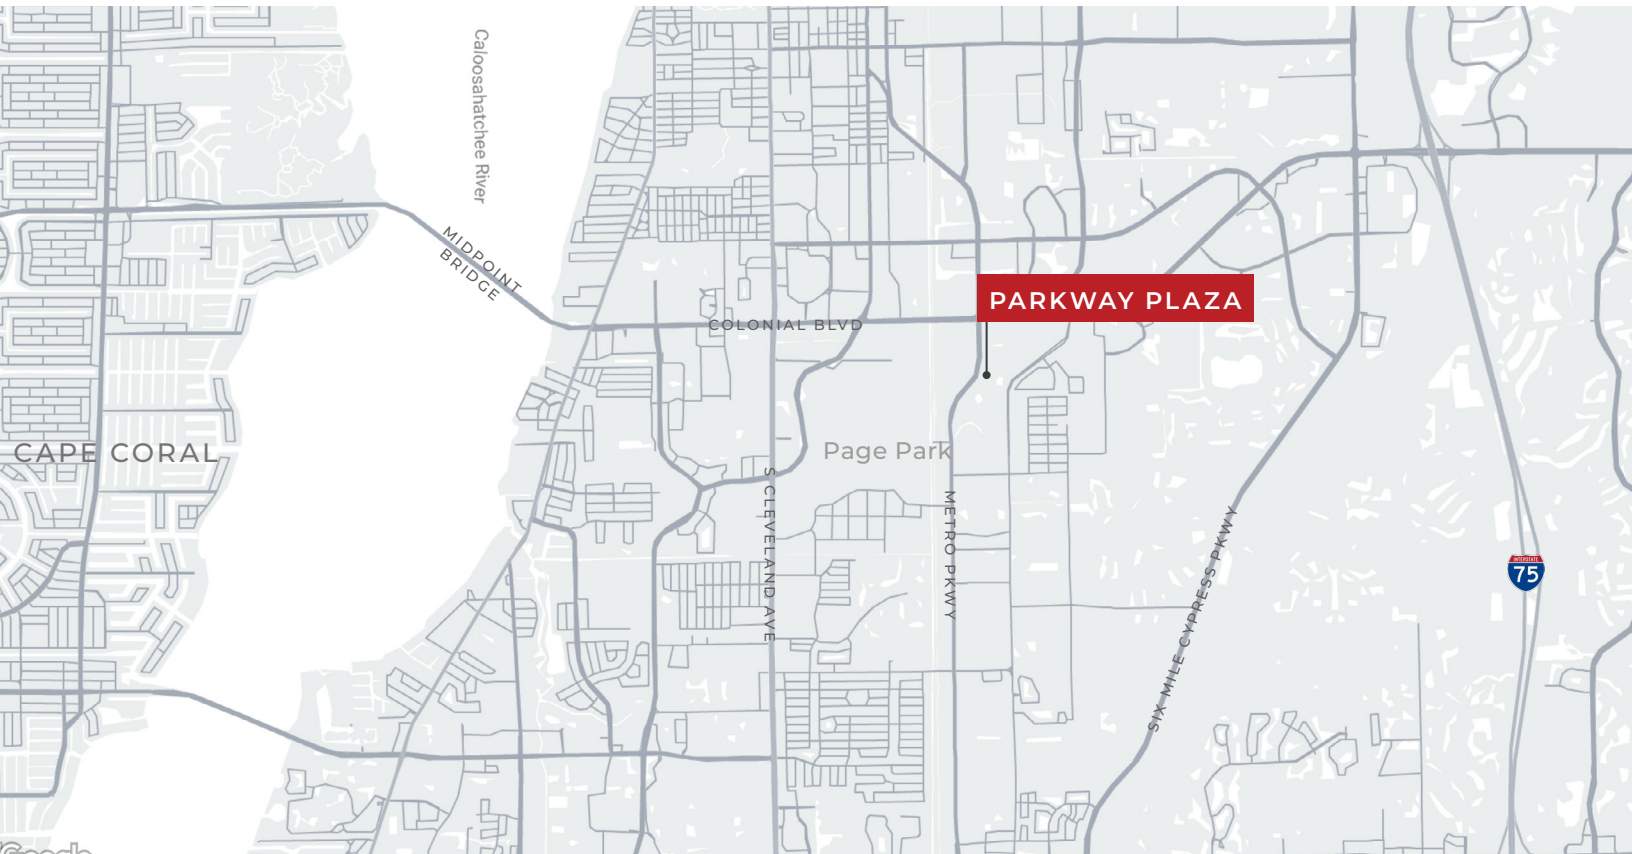 Caloosahatchee River
MIDPOINT
BRIDGE
PARKWAY PLAZA
COLONIAL BLVD
CAPE CORAL
Page Park
S CLEVELAND AVE
METRO PKWY
SIX MILE CYPRESS PKWY
INTERSTATE
75
Google